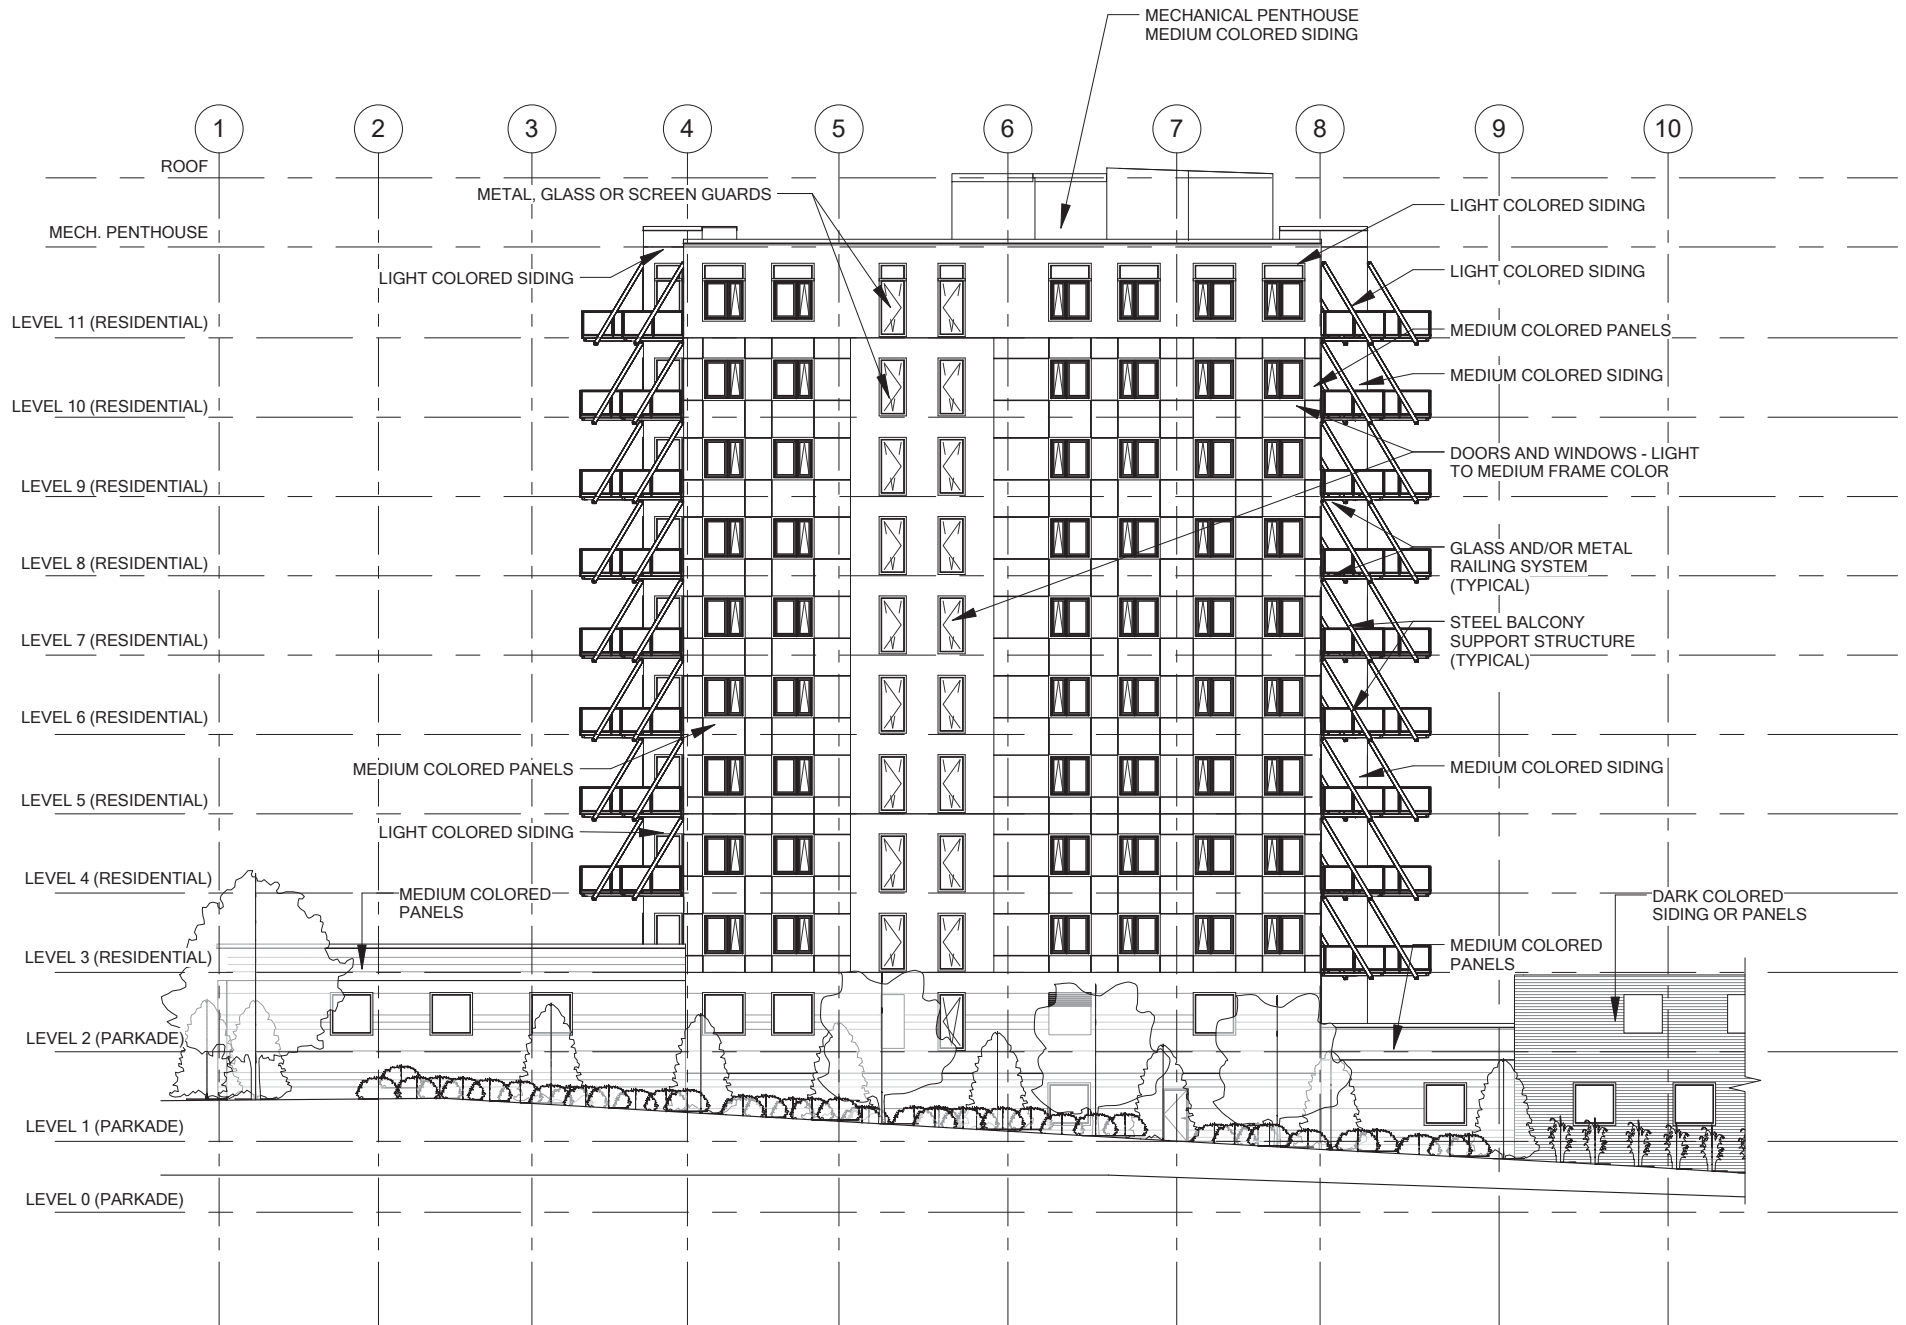 MECHANICAL PENTHOUSE
MEDIUM COLORED SIDING
1
2
3
4
5
6
7
8
9
10
ROOF
METAL, GLASS OR SCREEN GUARDS
LIGHT COLORED SIDING
MECH. PENTHOUSE
LIGHT COLORED SIDING
LIGHT COLORED SIDING
LEVEL 11 (RESIDENTIAL)
MEDIUM COLORED PANELS
MEDIUM COLORED SIDING
LEVEL 10 (RESIDENTIAL)
DOORS AND WINDOWS - LIGHT
TO MEDIUM FRAME COLOR
LEVEL 9 (RESIDENTIAL)
GLASS AND/OR METAL
RAILING SYSTEM
(TYPICAL)
LEVEL 8 (RESIDENTIAL)
STEEL BALCONY
SUPPORT STRUCTURE
(TYPICAL)
LEVEL 7 (RESIDENTIAL)
LEVEL 6 (RESIDENTIAL)
MEDIUM COLORED PANELS
MEDIUM COLORED SIDING
LEVEL 5 (RESIDENTIAL)
LIGHT COLORED SIDING
LEVEL 4 (RESIDENTIAL)
MEDIUM COLORED
PANELS
DARK COLORED
SIDING OR PANELS
MEDIUM COLORED
PANELS
LEVEL 3 (RESIDENTIAL)
LEVEL 2 (PARKADE)
LEVEL 1 (PARKADE)
LEVEL 0 (PARKADE)